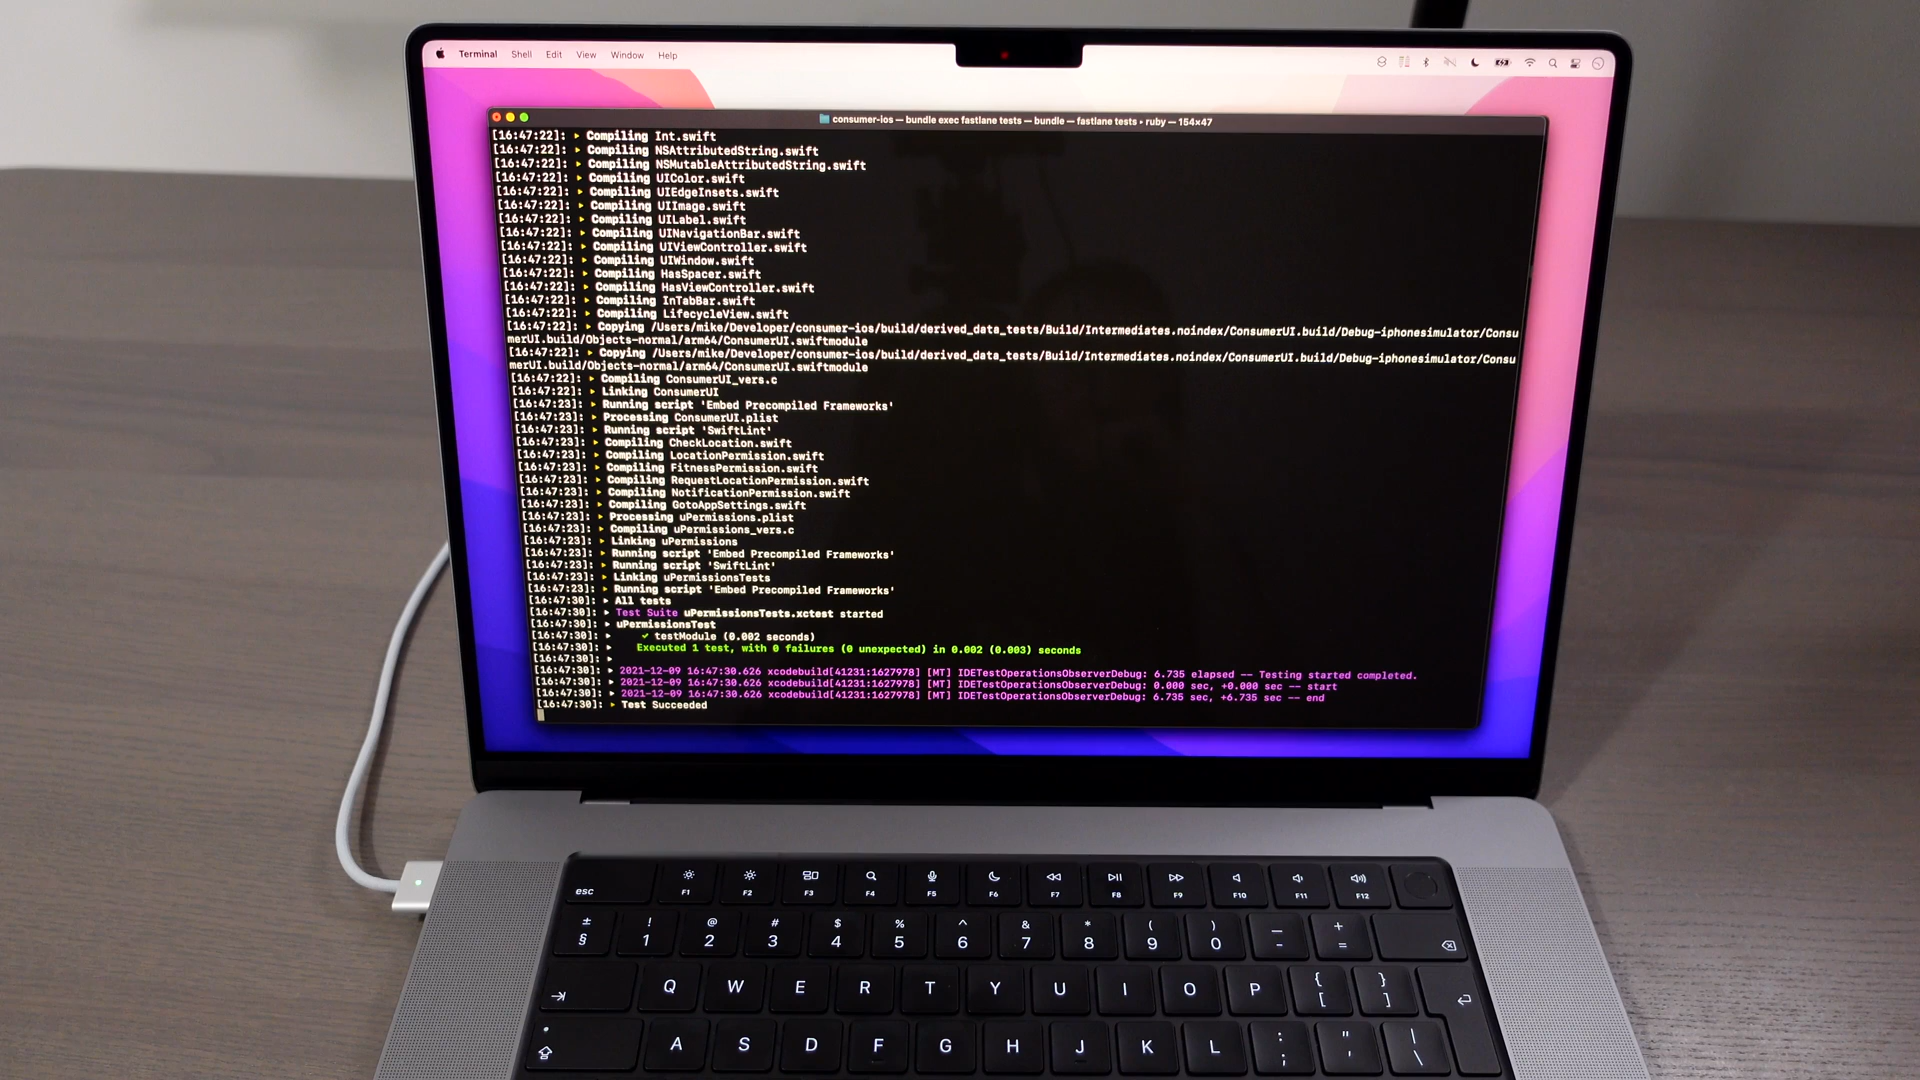 Terminal Shell Edit View Window Help
consumer-ios — bundle exec fastlane tests — bundle — fastlane tests • ruby — 154×47
[16:47:22]: ▸ Compiling Int.swift
[16:47:22]: ▸ Compiling NSAttributedString.swift
[16:47:22]: ▸ Compiling NSMutableAttributedString.swift
[16:47:22]: ▸ Compiling UIColor.swift
[16:47:22]: ▸ Compiling UIEdgeInsets.swift
[16:47:22]: ▸ Compiling UIImage.swift
[16:47:22]: ▸ Compiling UILabel.swift
[16:47:22]: ▸ Compiling UINavigationBar.swift
[16:47:22]: ▸ Compiling UIViewController.swift
[16:47:22]: ▸ Compiling UIWindow.swift
[16:47:22]: ▸ Compiling HasSpacer.swift
[16:47:22]: ▸ Compiling HasViewController.swift
[16:47:22]: ▸ Compiling InTabBar.swift
[16:47:22]: ▸ Compiling LifecycleView.swift
[16:47:22]: ▸ Copying /Users/mike/Developer/consumer-ios/build/derived_data_tests/Build/Intermediates.noindex/ConsumerUI.build/Debug-iphonesimulator/Consu
merUI.build/Objects-normal/arm64/ConsumerUI.swiftmodule
[16:47:22]: ▸ Copying /Users/mike/Developer/consumer-ios/build/derived_data_tests/Build/Intermediates.noindex/ConsumerUI.build/Debug-iphonesimulator/Consu
merUI.build/Objects-normal/arm64/ConsumerUI.swiftmodule
[16:47:22]: ▸ Compiling ConsumerUI_vers.c
[16:47:22]: ▸ Linking ConsumerUI
[16:47:23]: ▸ Running script 'Embed Precompiled Frameworks'
[16:47:23]: ▸ Processing ConsumerUI.plist
[16:47:23]: ▸ Running script 'SwiftLint'
[16:47:23]: ▸ Compiling CheckLocation.swift
[16:47:23]: ▸ Compiling LocationPermission.swift
[16:47:23]: ▸ Compiling FitnessPermission.swift
[16:47:23]: ▸ Compiling RequestLocationPermission.swift
[16:47:23]: ▸ Compiling NotificationPermission.swift
[16:47:23]: ▸ Compiling GotoAppSettings.swift
[16:47:23]: ▸ Processing uPermissions.plist
[16:47:23]: ▸ Compiling uPermissions_vers.c
[16:47:23]: ▸ Linking uPermissions
[16:47:23]: ▸ Running script 'Embed Precompiled Frameworks'
[16:47:23]: ▸ Running script 'SwiftLint'
[16:47:23]: ▸ Linking uPermissionsTests
[16:47:23]: ▸ Running script 'Embed Precompiled Frameworks'
[16:47:30]: ▸ All tests
[16:47:30]: ▸ Test Suite uPermissionsTests.xctest started
[16:47:30]: ▸ uPermissionsTest
[16:47:30]: ▸ ✓ testModule (0.002 seconds)
[16:47:30]: ▸ Executed 1 test, with 0 failures (0 unexpected) in 0.002 (0.003) seconds
[16:47:30]: ▸
[16:47:30]: ▸ 2021-12-09 16:47:30.626 xcodebuild[41231:1627978] [MT] IDETestOperationsObserverDebug: 6.735 elapsed -- Testing started completed.
[16:47:30]: ▸ 2021-12-09 16:47:30.626 xcodebuild[41231:1627978] [MT] IDETestOperationsObserverDebug: 0.000 sec, +0.000 sec -- start
[16:47:30]: ▸ 2021-12-09 16:47:30.626 xcodebuild[41231:1627978] [MT] IDETestOperationsObserverDebug: 6.735 sec, +6.735 sec -- end
[16:47:30]: ▸ Test Succeeded
esc F1 F2 F3 F4 F5 F6 F7 F8 F9 F10 F11 F12
± ! @ # $ % ^ & * ( ) _ +
§ 1 2 3 4 5 6 7 8 9 0 - =
Q W E R T Y U I O P { }
[ ]
A S D F G H J K L : " |
; ' \